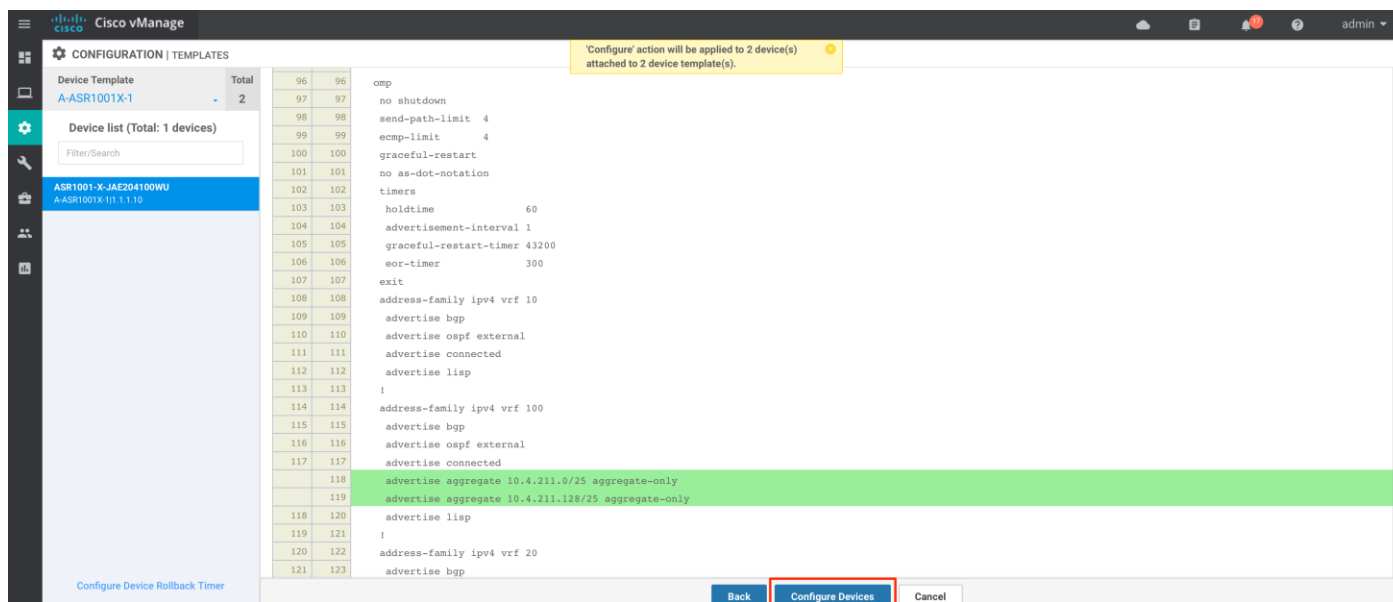 cisco Cisco vManage
17
admin
CONFIGURATION | TEMPLATES
'Configure' action will be applied to 2 device(s)
attached to 2 device template(s).
Device Template Total
A-ASR1001X-1 2
Device list (Total: 1 devices)
Filter/Search
ASR1001-X-JAE204100WU
A-ASR1001X-1|1.1.1.10
Configure Device Rollback Timer
96 96 omp
97 97 no shutdown
98 98 send-path-limit 4
99 99 ecmp-limit 4
100 100 graceful-restart
101 101 no as-dot-notation
102 102 timers
103 103 holdtime 60
104 104 advertisement-interval 1
105 105 graceful-restart-timer 43200
106 106 eor-timer 300
107 107 exit
108 108 address-family ipv4 vrf 10
109 109 advertise bgp
110 110 advertise ospf external
111 111 advertise connected
112 112 advertise lisp
113 113 !
114 114 address-family ipv4 vrf 100
115 115 advertise bgp
116 116 advertise ospf external
117 117 advertise connected
118 advertise aggregate 10.4.211.0/25 aggregate-only
119 advertise aggregate 10.4.211.128/25 aggregate-only
118 120 advertise lisp
119 121 !
120 122 address-family ipv4 vrf 20
121 123 advertise bgp
Back Configure Devices Cancel